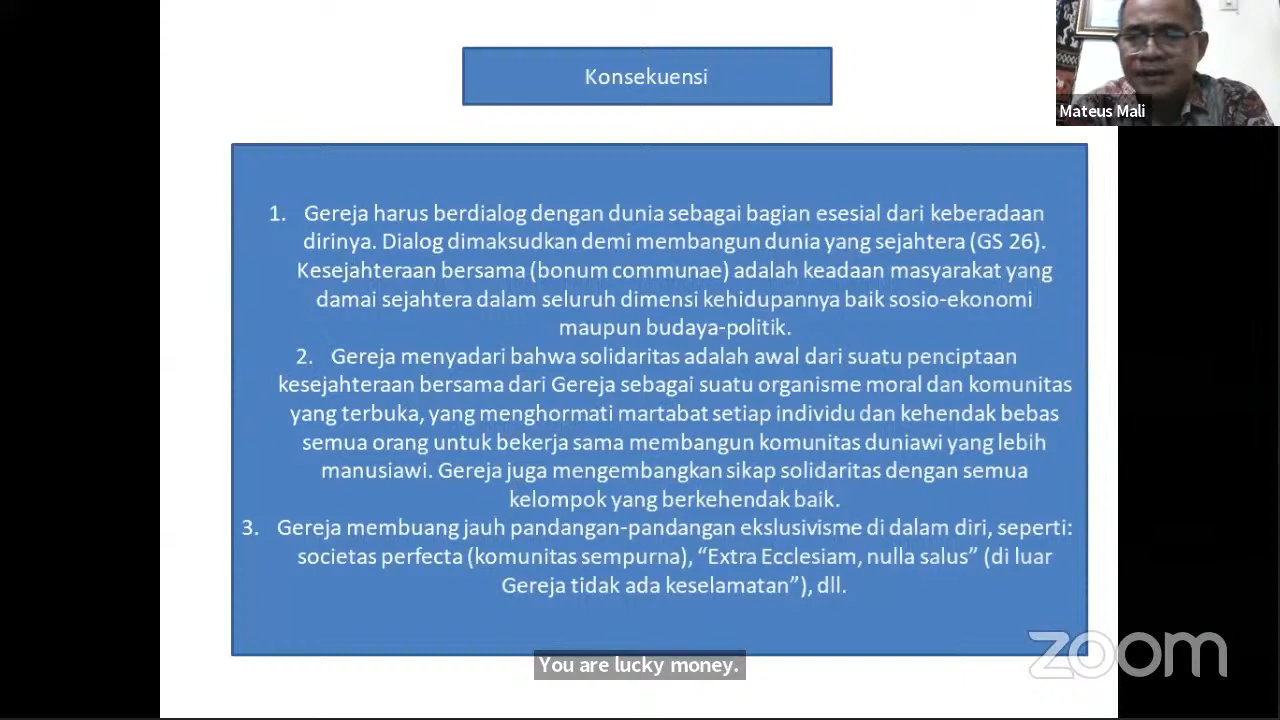 Konsekuensi
Mateus Mali
1. Gereja harus berdialog dengan dunia sebagai bagian esesial dari keberadaan
dirinya. Dialog dimaksudkan demi membangun dunia yang sejahtera (GS 26).
Kesejahteraan bersama (bonum communae) adalah keadaan masyarakat yang
damai sejahtera dalam seluruh dimensi kehidupannya baik sosio-ekonomi
maupun budaya-politik.
2. Gereja menyadari bahwa solidaritas adalah awal dari suatu penciptaan
kesejahteraan bersama dari Gereja sebagai suatu organisme moral dan komunitas
yang terbuka, yang menghormati martabat setiap individu dan kehendak bebas
semua orang untuk bekerja sama membangun komunitas duniawi yang lebih
manusiawi. Gereja juga mengembangkan sikap solidaritas dengan semua
kelompok yang berkehendak baik.
3. Gereja membuang jauh pandangan-pandangan ekslusivisme di dalam diri, seperti:
societas perfecta (komunitas sempurna), “Extra Ecclesiam, nulla salus” (di luar
Gereja tidak ada keselamatan”), dll.
zoom
You are lucky money.